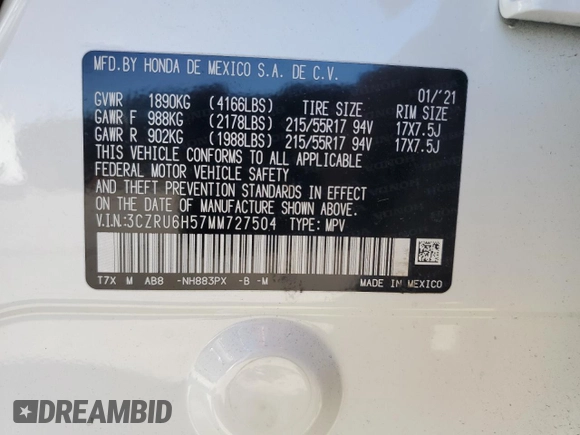 MFD.BY HONDA DE MEXICO S.A. DE C.V.
01/'21
GVWR 1890KG (4166LBS) TIRE SIZE RIM SIZE
GAWR F 988KG (2178LBS) 215/55R17 94V 17X7.5J
GAWR R 902KG (1988LBS) 215/55R17 94V 17X7.5J
THIS VEHICLE CONFORMS TO ALL APPLICABLE
FEDERAL MOTOR VEHICLE SAFETY
AND THEFT PREVENTION STANDARDS IN EFFECT
ON THE DATE OF MANUFACTURE SHOWN ABOVE.
V.I.N:3CZRU6H57MM727504 TYPE: MPV
T7X M AB8 -NH883PX -B -M
MADE IN MEXICO
DREAMBID